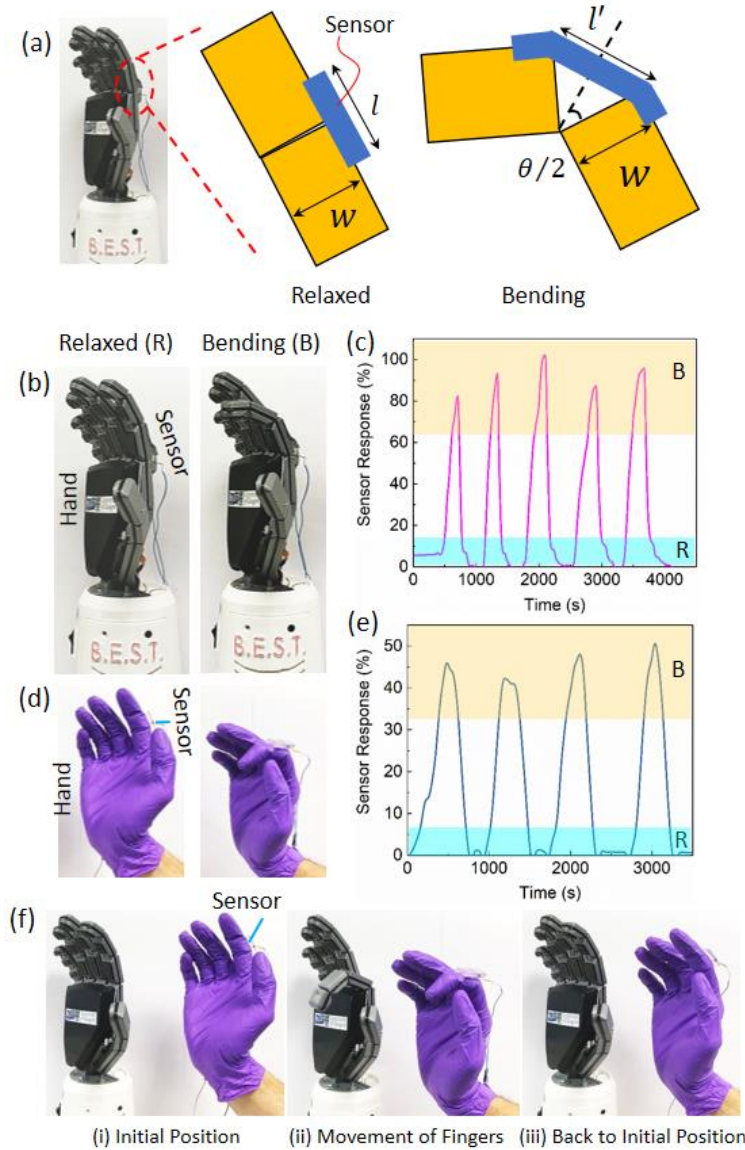 (a)
Sensor
l
w
B.E.S.T.
Relaxed
l'
θ/2
w
Bending
Relaxed (R)
Bending (B)
(b)
Hand
Sensor
B.E.S.T.
B.E.S.T.
(c)
Sensor Response (%)
100
80
60
40
20
0
B
R
0 1000 2000 3000 4000
Time (s)
(d)
Hand
Sensor
(e)
Sensor Response (%)
50
40
30
20
10
0
B
R
0 1000 2000 3000
Time (s)
(f)
Sensor
(i) Initial Position
(ii) Movement of Fingers
(iii) Back to Initial Position